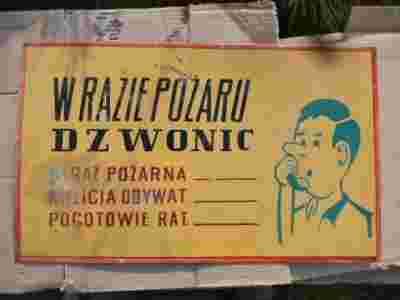 W RAZIE POŻARU
DZWONIC
STRAŻ POŻARNA
MILICJA OBYWAT.
POGOTOWIE RAT.